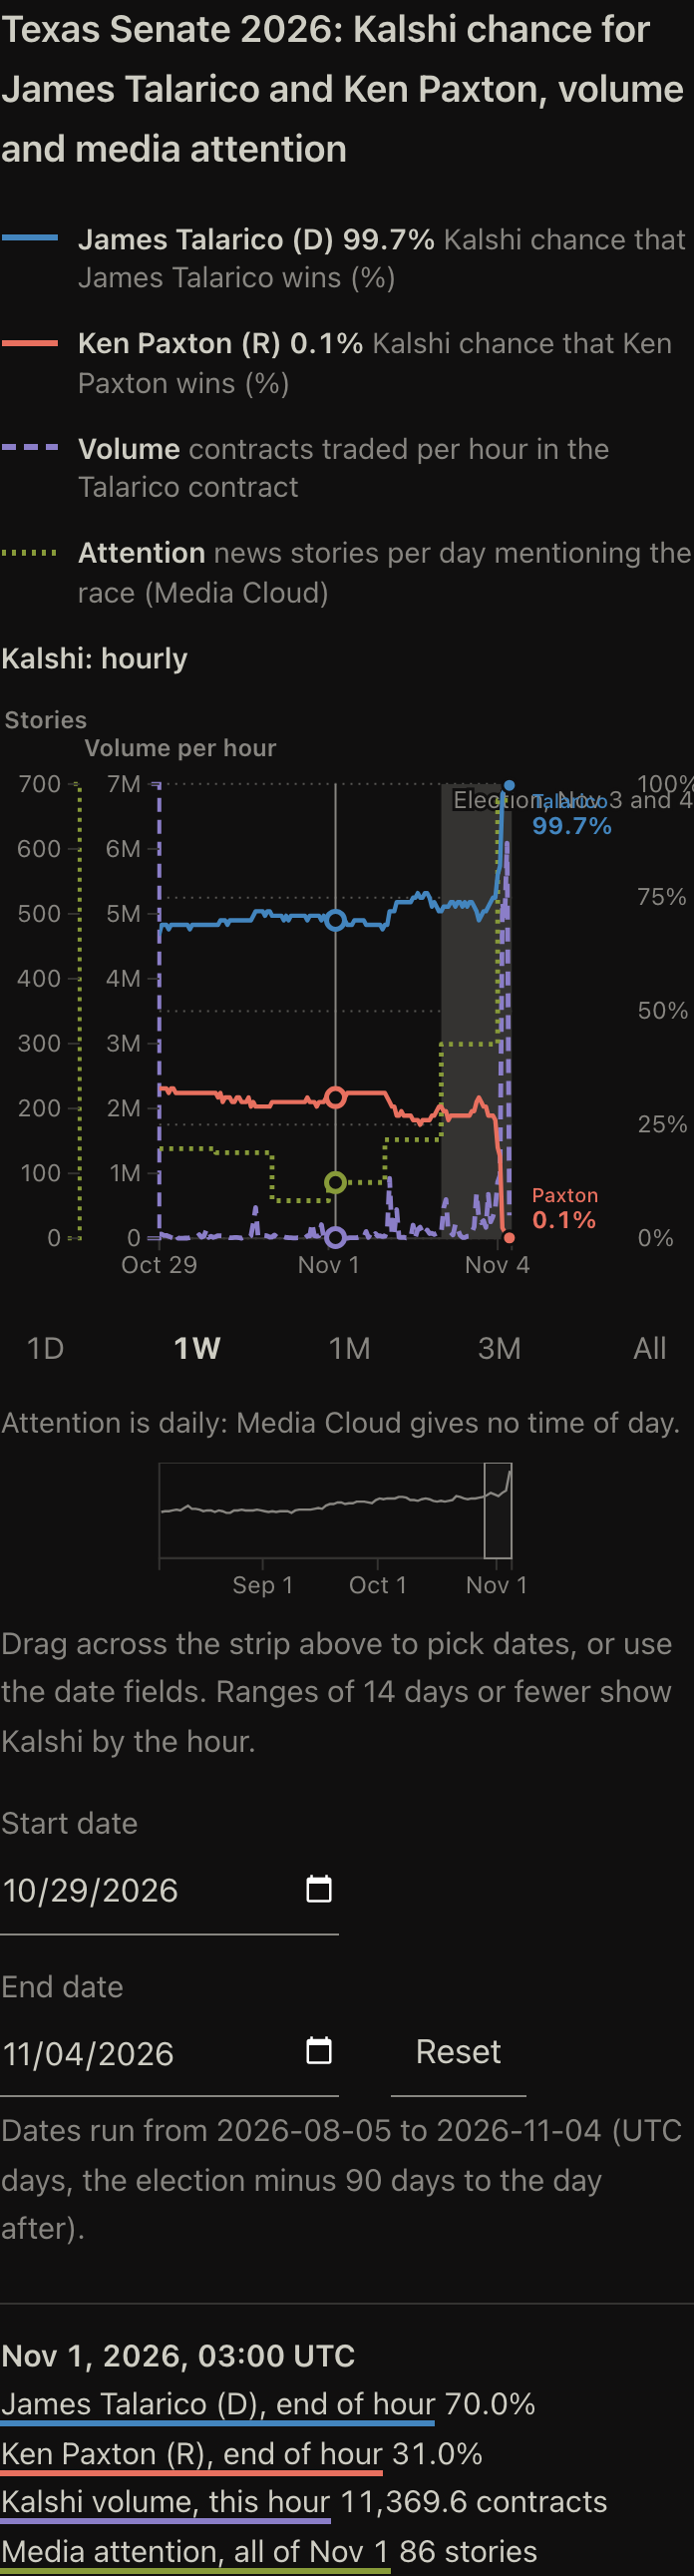 Texas Senate 2026: Kalshi chance for
James Talarico and Ken Paxton, volume
and media attention
James Talarico (D) 99.7% Kalshi chance that
James Talarico wins (%)
Ken Paxton (R) 0.1% Kalshi chance that Ken
Paxton wins (%)
Volume contracts traded per hour in the
Talarico contract
Attention news stories per day mentioning the
race (Media Cloud)
Kalshi: hourly
Stories
Volume per hour
700 7M 100%
Election, Nov 3 and 4
Talarico
99.7%
600 6M
75%
500 5M
400 4M
50%
300 3M
200 2M
25%
100 1M
Paxton
0.1%
0 0 0%
Oct 29 Nov 1 Nov 4
1D 1W 1M 3M All
Attention is daily: Media Cloud gives no time of day.
Sep 1 Oct 1 Nov 1
Drag across the strip above to pick dates, or use
the date fields. Ranges of 14 days or fewer show
Kalshi by the hour.
Start date
10/29/2026
End date
11/04/2026 Reset
Dates run from 2026-08-05 to 2026-11-04 (UTC
days, the election minus 90 days to the day
after).
Nov 1, 2026, 03:00 UTC
James Talarico (D), end of hour 70.0%
Ken Paxton (R), end of hour 31.0%
Kalshi volume, this hour 11,369.6 contracts
Media attention, all of Nov 1 86 stories